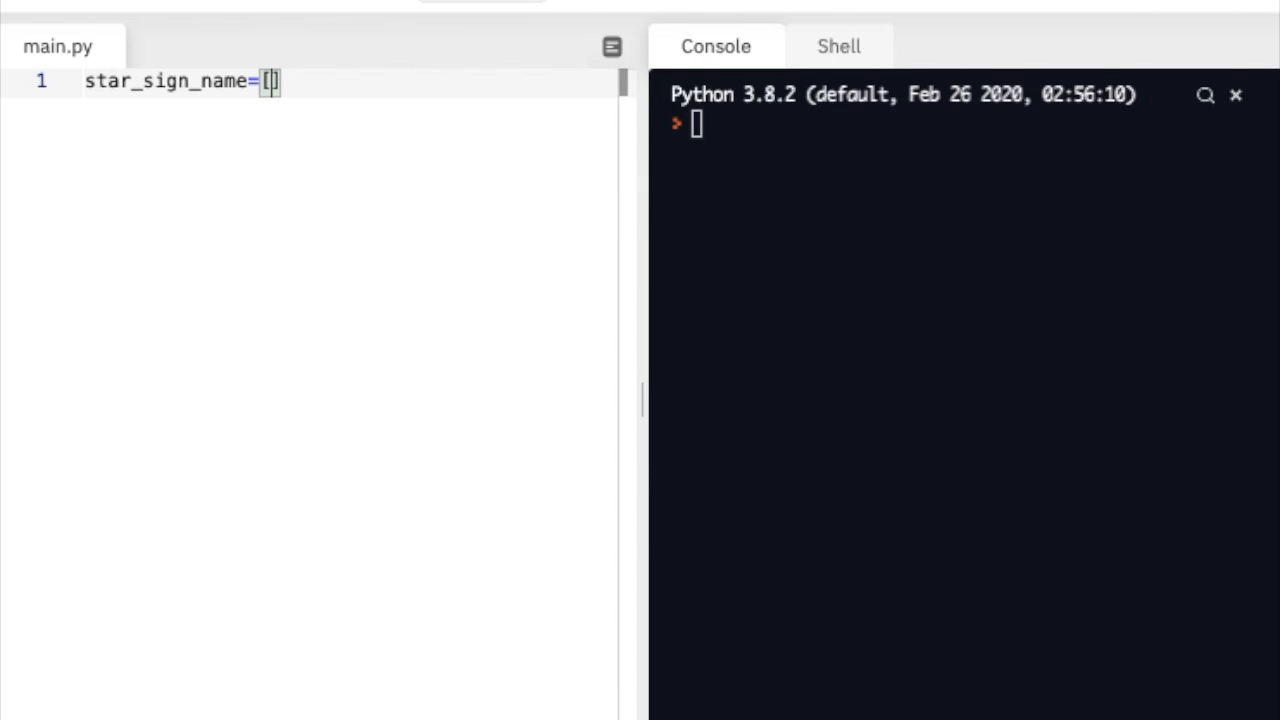 main.py
1 star_sign_name=[]
Console
Shell
Python 3.8.2 (default, Feb 26 2020, 02:56:10)
>